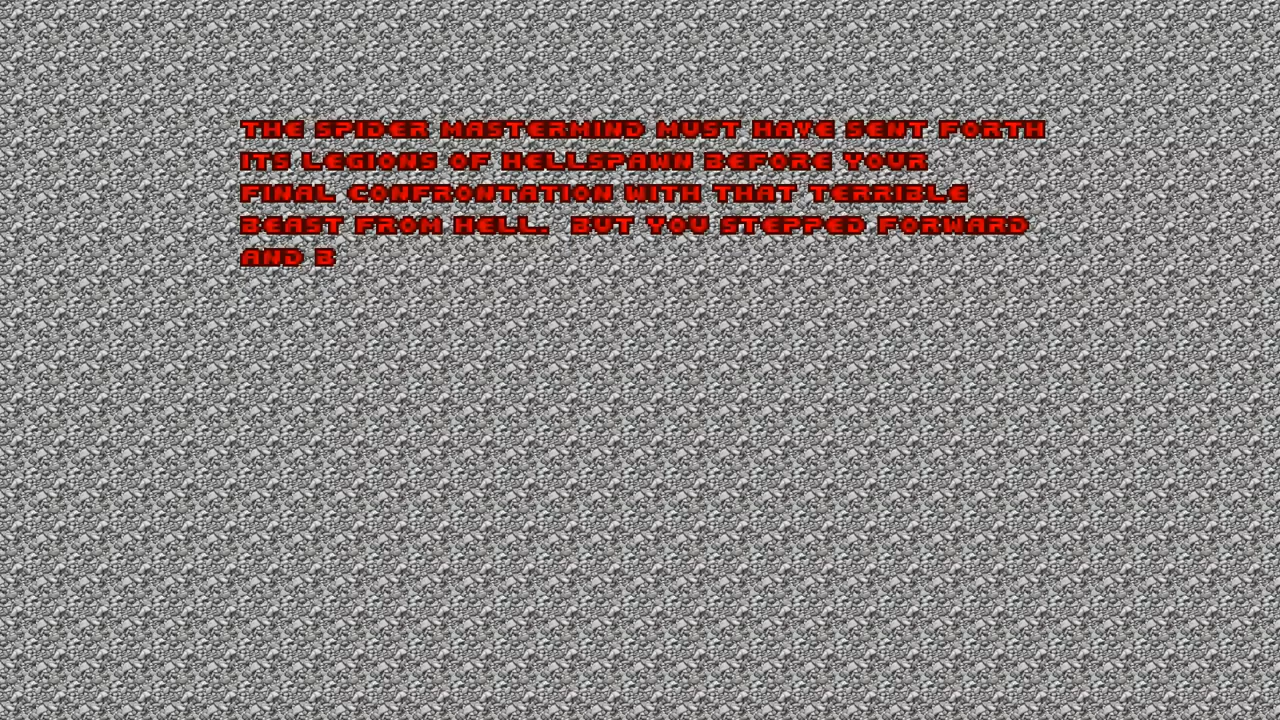 THE SPIDER MASTERMIND MUST HAVE SENT FORTH
ITS LEGIONS OF HELLSPAWN BEFORE YOUR
FINAL CONFRONTATION WITH THAT TERRIBLE
BEAST FROM HELL.  BUT YOU STEPPED FORWARD
AND B